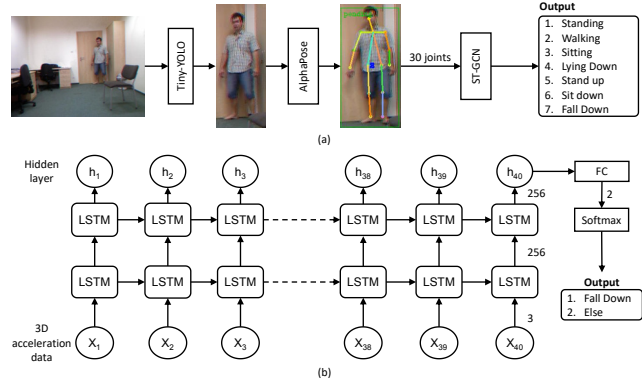 Output
1. Standing
2. Walking
3. Sitting
4. Lying Down
5. Stand up
6. Sit down
7. Fall Down
Tiny-YOLO
AlphaPose
30 joints
ST-GCN
(a)
Hidden layer
h1 h2 h3 h38 h39 h40
FC
256
2
LSTM LSTM LSTM LSTM LSTM LSTM
Softmax
256
LSTM LSTM LSTM LSTM LSTM LSTM
Output
1. Fall Down
2. Else
3
3D acceleration data
X1 X2 X3 X38 X39 X40
(b)